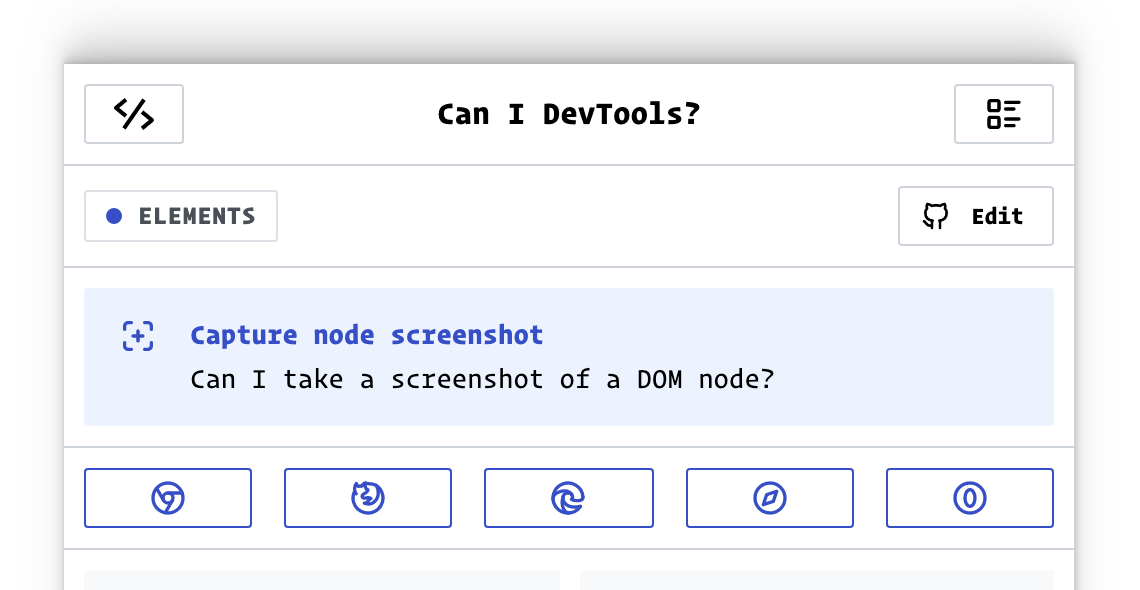 Can I DevTools?
ELEMENTS
Edit
Capture node screenshot
Can I take a screenshot of a DOM node?